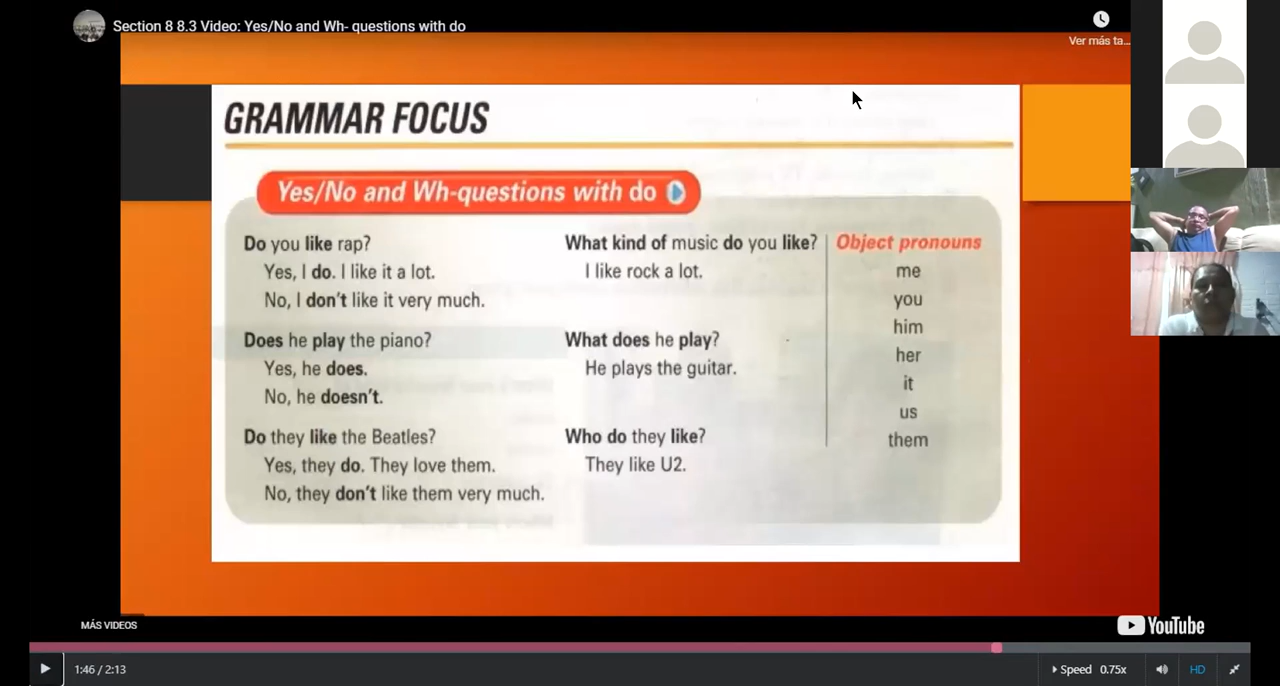 Section 8 8.3 Video: Yes/No and Wh- questions with do
Ver más ta...
GRAMMAR FOCUS
Yes/No and Wh-questions with do
Do you like rap?
Yes, I do. I like it a lot.
No, I don't like it very much.
Does he play the piano?
Yes, he does.
No, he doesn't.
Do they like the Beatles?
Yes, they do. They love them.
No, they don't like them very much.
What kind of music do you like?
I like rock a lot.
What does he play?
He plays the guitar.
Who do they like?
They like U2.
Object pronouns
me
you
him
her
it
us
them
MÁS VIDEOS
YouTube
1:46 / 2:13
Speed 0.75x
HD